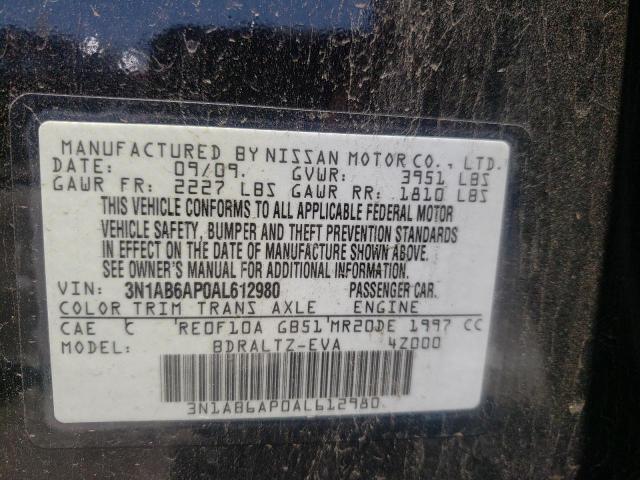 MANUFACTURED BY NISSAN MOTOR CO., LTD.
DATE: 09/09. GVWR: 3951 LBS
GAWR FR: 2227 LBS GAWR RR: 1810 LBS
THIS VEHICLE CONFORMS TO ALL APPLICABLE FEDERAL MOTOR
VEHICLE SAFETY, BUMPER AND THEFT PREVENTION STANDARDS
IN EFFECT ON THE DATE OF MANUFACTURE SHOWN ABOVE.
SEE OWNER'S MANUAL FOR ADDITIONAL INFORMATION.
VIN: 3N1AB6AP0AL612980 PASSENGER CAR.
COLOR TRIM TRANS AXLE ENGINE
CAE C RE0F10A GB51 MR20DE 1997 CC
MODEL: BDRALTZ-EVA 4Z000
3N1AB6AP0AL612980